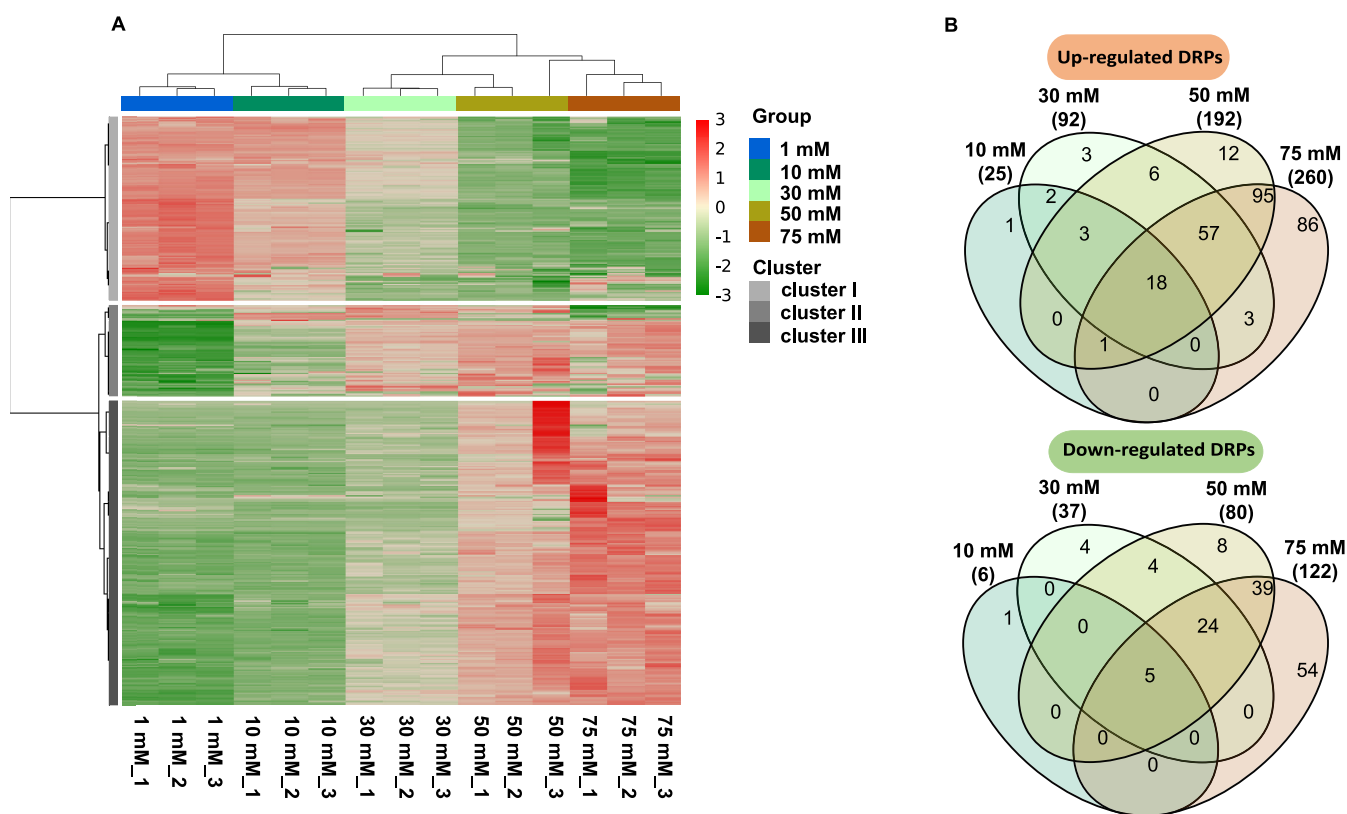 A
3
2
1
0
-1
-2
-3
Group
1 mM
10 mM
30 mM
50 mM
75 mM
Cluster
cluster I
cluster II
cluster III
1 mM_1
1 mM_2
1 mM_3
10 mM_1
10 mM_2
10 mM_3
30 mM_1
30 mM_2
30 mM_3
50 mM_1
50 mM_2
50 mM_3
75 mM_1
75 mM_2
75 mM_3
B
Up-regulated DRPs
30 mM
(92)
50 mM
(192)
10 mM
(25)
75 mM
(260)
3
12
2
6
95
1
3
57
86
18
0
3
1
0
0
Down-regulated DRPs
30 mM
(37)
50 mM
(80)
10 mM
(6)
75 mM
(122)
4
8
0
4
39
1
0
24
54
5
0
0
0
0
0